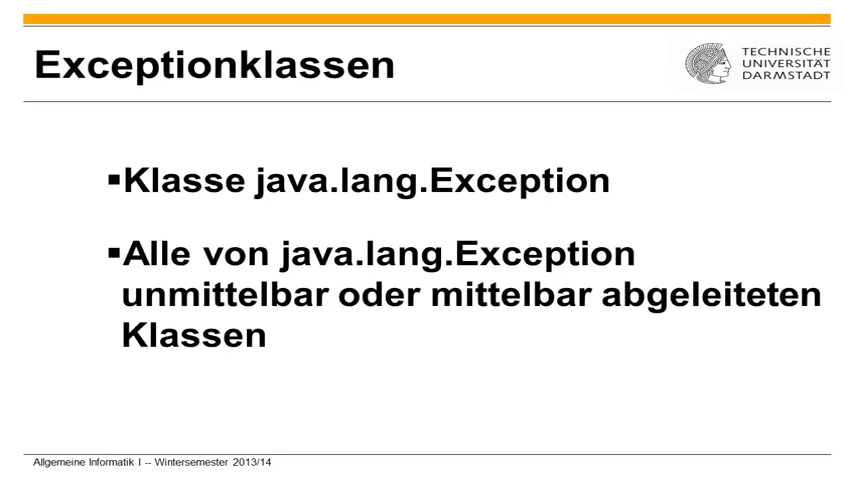 Exceptionklassen
TECHNISCHE
UNIVERSITÄT
DARMSTADT
▪Klasse java.lang.Exception
▪Alle von java.lang.Exception
unmittelbar oder mittelbar abgeleiteten
Klassen
Allgemeine Informatik I -- Wintersemester 2013/14